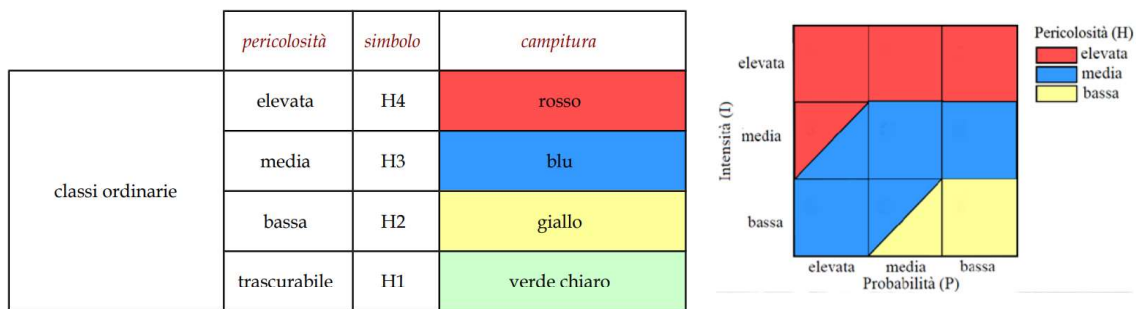 pericolosità simbolo campitura
classi ordinarie
elevata H4 rosso
media H3 blu
bassa H2 giallo
trascurabile H1 verde chiaro
Pericolosità (H)
elevata
media
bassa
Intensità (I)
elevata
media
bassa
elevata media bassa
Probabilità (P)